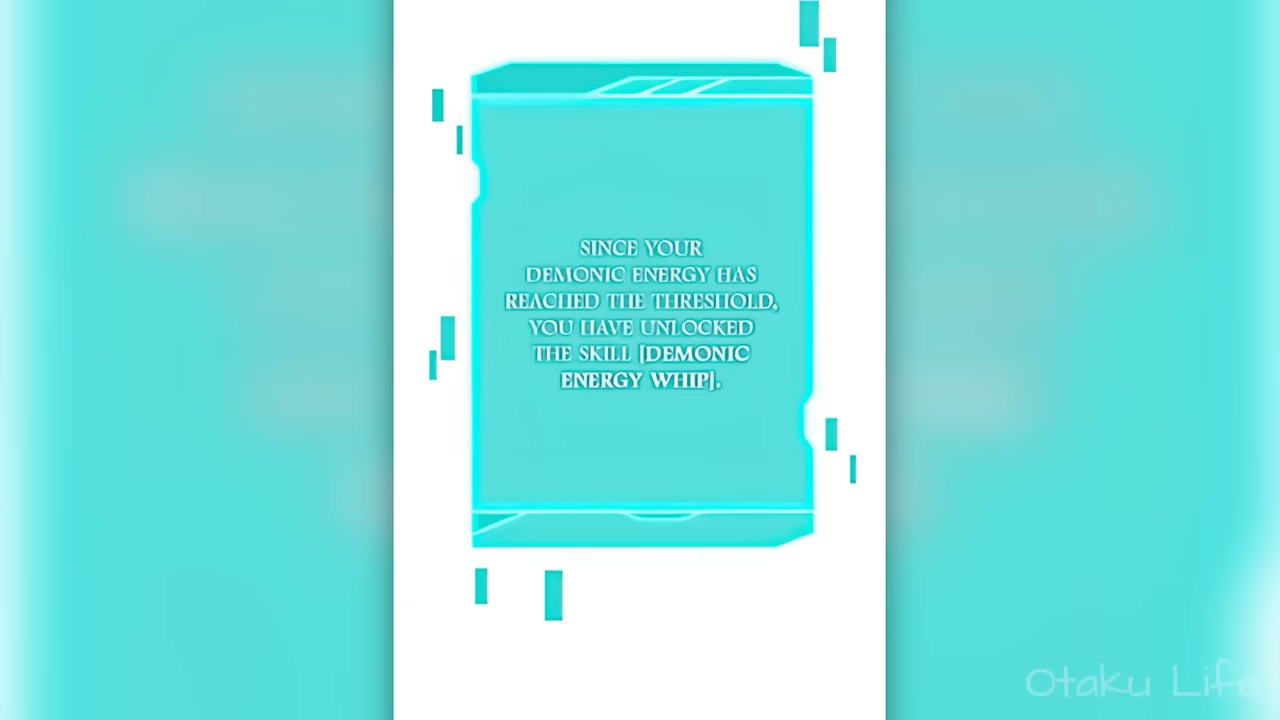 SINCE YOUR
DEMONIC ENERGY HAS
REACHED THE THRESHOLD,
YOU HAVE UNLOCKED
THE SKILL [DEMONIC
ENERGY WHIP].
Otaku Life